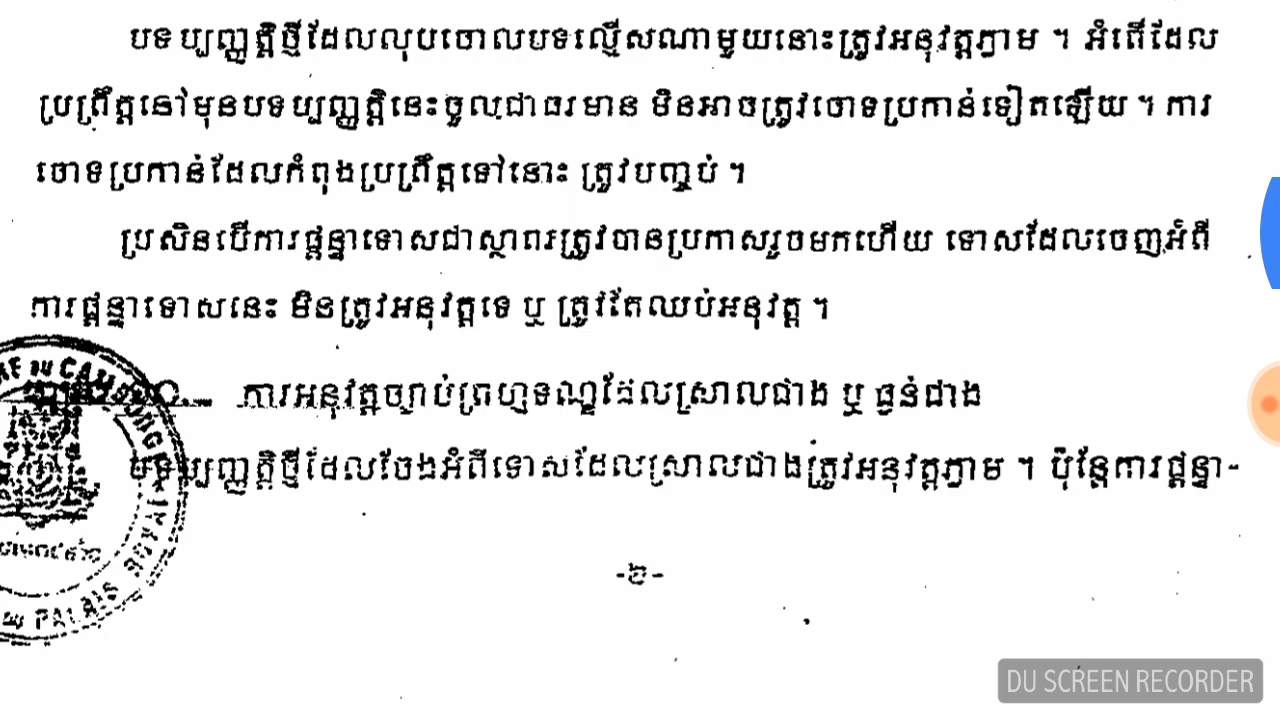 បទប្បញ្ញត្តិថ្មីដែលលុបចោលបទល្មើសណាមួយនោះត្រូវអនុវត្តភ្លាម ។ អំពើដែល
ប្រព្រឹត្តនៅមុនបទប្បញ្ញត្តិនេះចូលជាធរមាន មិនអាចត្រូវចោទប្រកាន់ទៀតឡើយ ។ ការ
ចោទប្រកាន់ដែលកំពុងប្រព្រឹត្តទៅនោះ ត្រូវបញ្ចប់ ។
ប្រសិនបើការផ្តន្ទាទោសជាស្ថាពរត្រូវបានប្រកាសរួចមកហើយ ទោសដែលចេញអំពី
ការផ្តន្ទាទោសនេះ មិនត្រូវអនុវត្តទេ ឬ ត្រូវតែឈប់អនុវត្ត ។
១០._ ការអនុវត្តច្បាប់ព្រហ្មទណ្ឌដែលស្រាលជាង ឬ ធ្ងន់ជាង
បទប្បញ្ញត្តិថ្មីដែលចែងអំពីទោសដែលស្រាលជាងត្រូវអនុវត្តភ្លាម ។ ប៉ុន្តែការផ្តន្ទា-
DU CAMBODGE
DU PALAIS ROYAL
-២-
DU SCREEN RECORDER